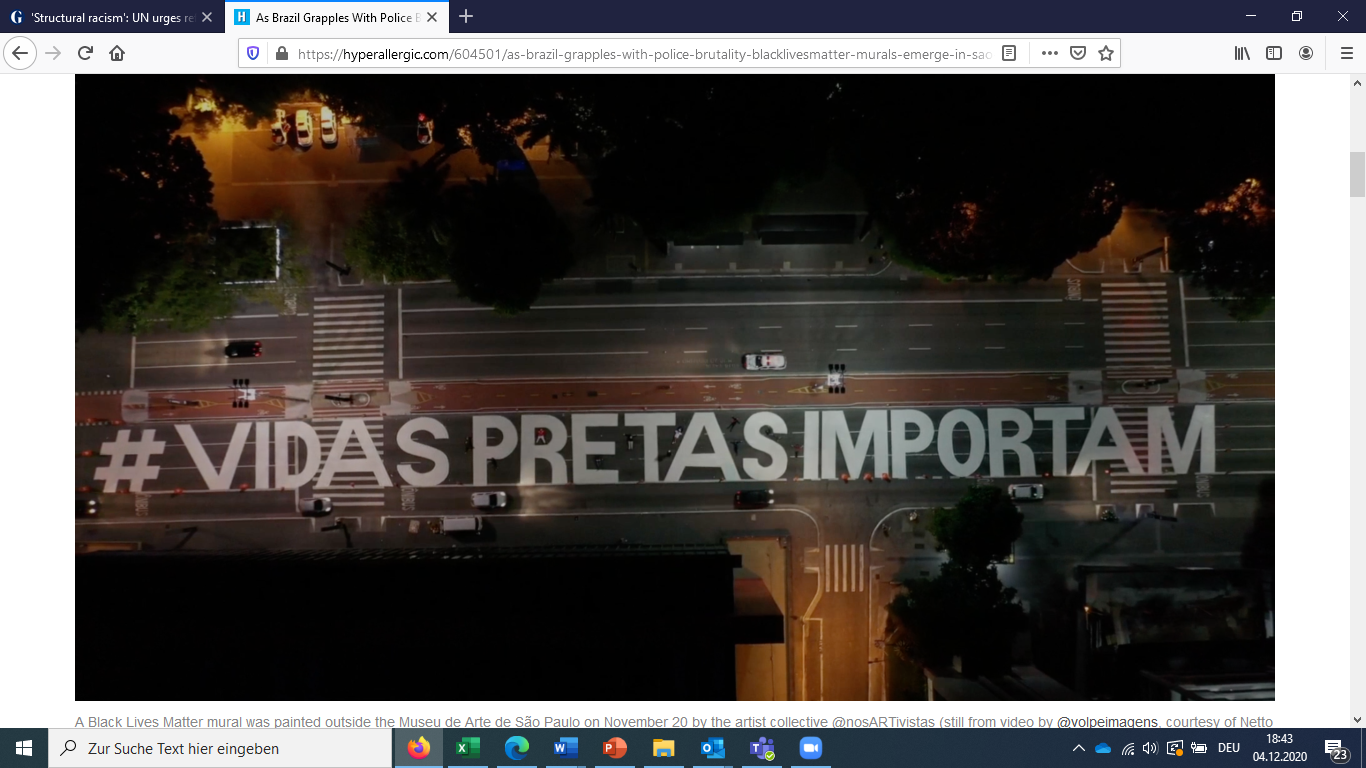 'Structural racism': UN urges re
As Brazil Grapples With Police B
https://hyperallergic.com/604501/as-brazil-grapples-with-police-brutality-blacklivesmatter-murals-emerge-in-sao
#VIDAS PRETAS IMPORTAM
A Black Lives Matter mural was painted outside the Museu de Arte de São Paulo on November 20 by the artist collective @nosARTivistas (still from video by @volpeimagens, courtesy of Netto
Zur Suche Text hier eingeben
DEU
18:43
04.12.2020
23